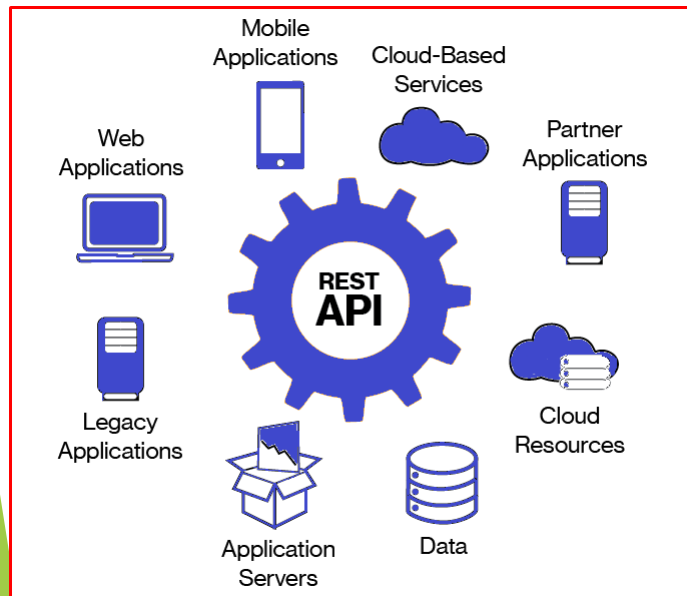 Mobile
Applications
Cloud-Based
Services
Web
Applications
Partner
Applications
REST
API
Legacy
Applications
Cloud
Resources
Application
Servers
Data